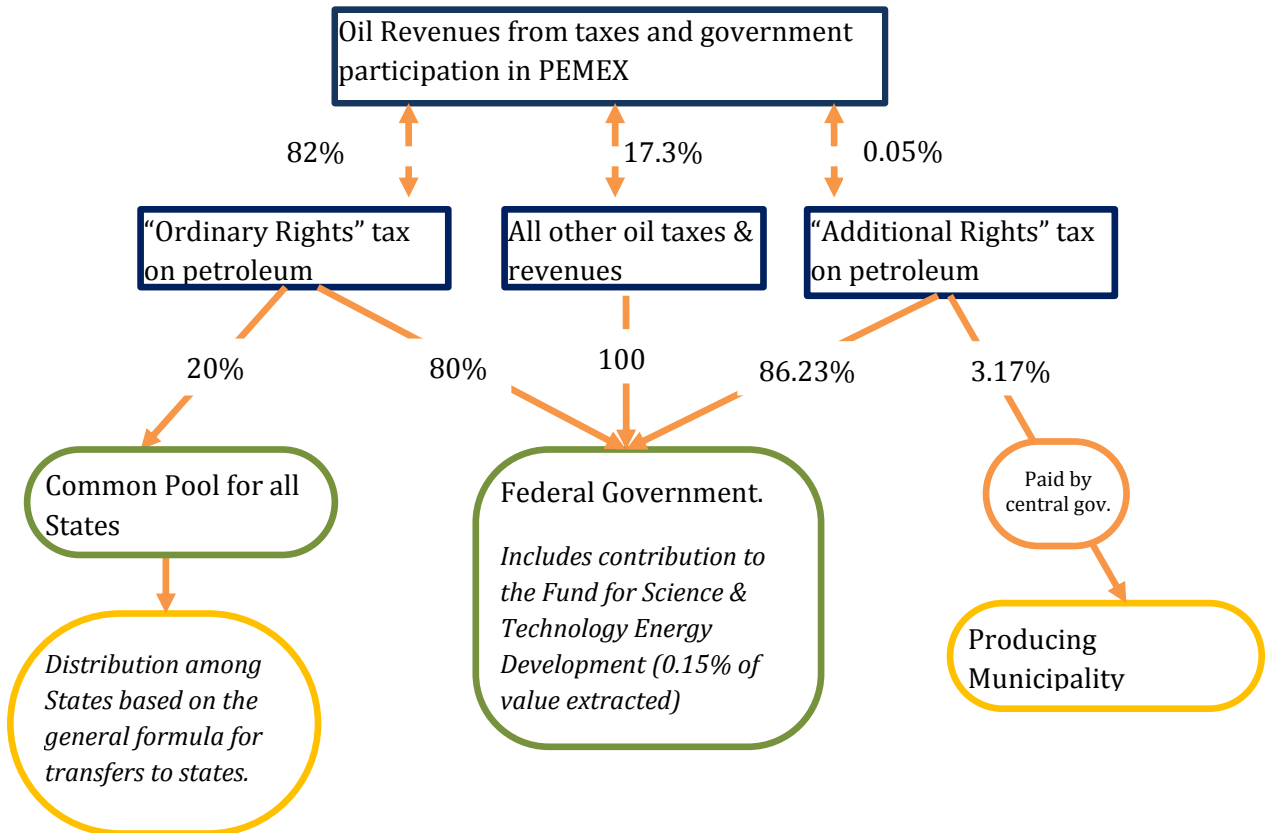 Oil Revenues from taxes and government
participation in PEMEX
82%
17.3%
0.05%
“Ordinary Rights” tax
on petroleum
All other oil taxes &
revenues
“Additional Rights” tax
on petroleum
20%
80%
100
86.23%
3.17%
Common Pool for all
States
Federal Government.
Includes contribution to
the Fund for Science &
Technology Energy
Development (0.15% of
value extracted)
Paid by
central gov.
Distribution among
States based on the
general formula for
transfers to states.
Producing
Municipality